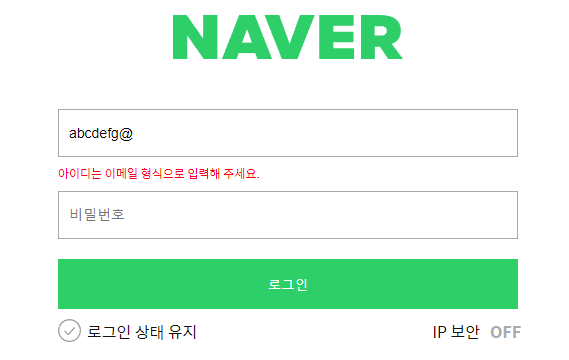 NAVER
abcdefg@
아이디는 이메일 형식으로 입력해 주세요.
비밀번호
로그인
로그인 상태 유지 IP 보안 OFF